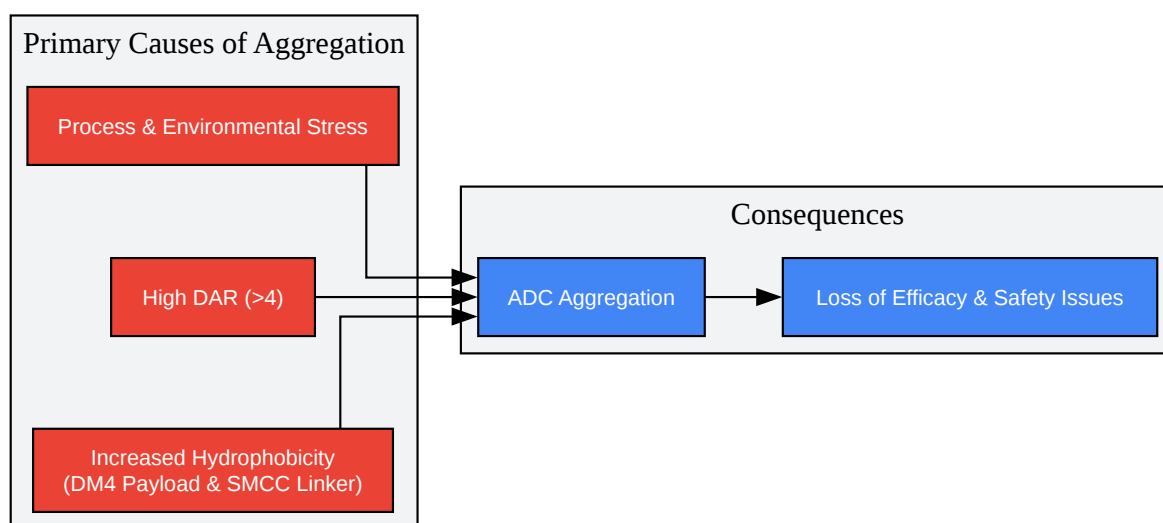 Primary Causes of Aggregation
Process & Environmental Stress
High DAR (>4)
Increased Hydrophobicity
(DM4 Payload & SMCC Linker)
Consequences
ADC Aggregation
Loss of Efficacy & Safety Issues